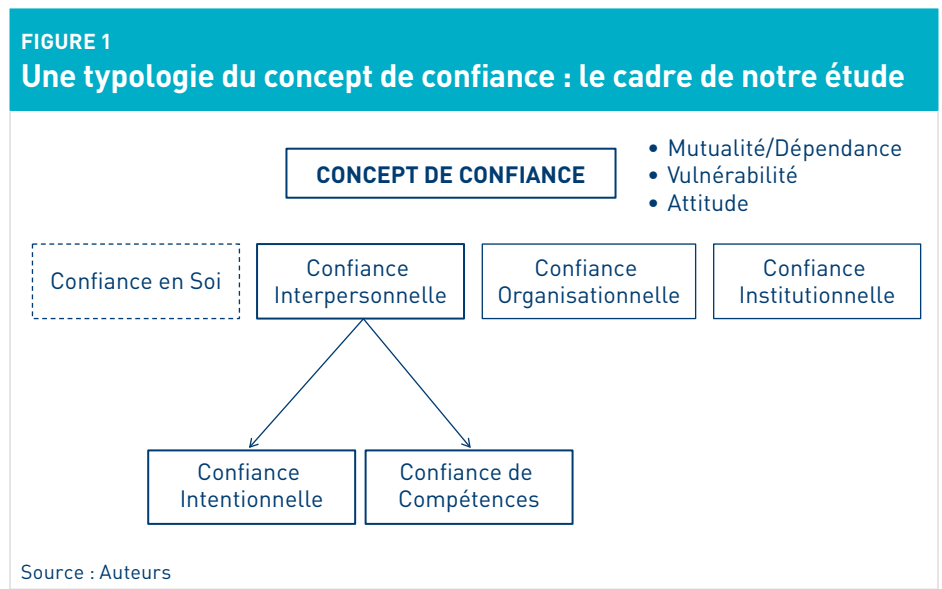 FIGURE 1
Une typologie du concept de confiance : le cadre de notre étude
CONCEPT DE CONFIANCE
• Mutualité/Dépendance
• Vulnérabilité
• Attitude
Confiance en Soi
Confiance
Interpersonnelle
Confiance
Organisationnelle
Confiance
Institutionnelle
Confiance
Intentionnelle
Confiance de
Compétences
Source : Auteurs